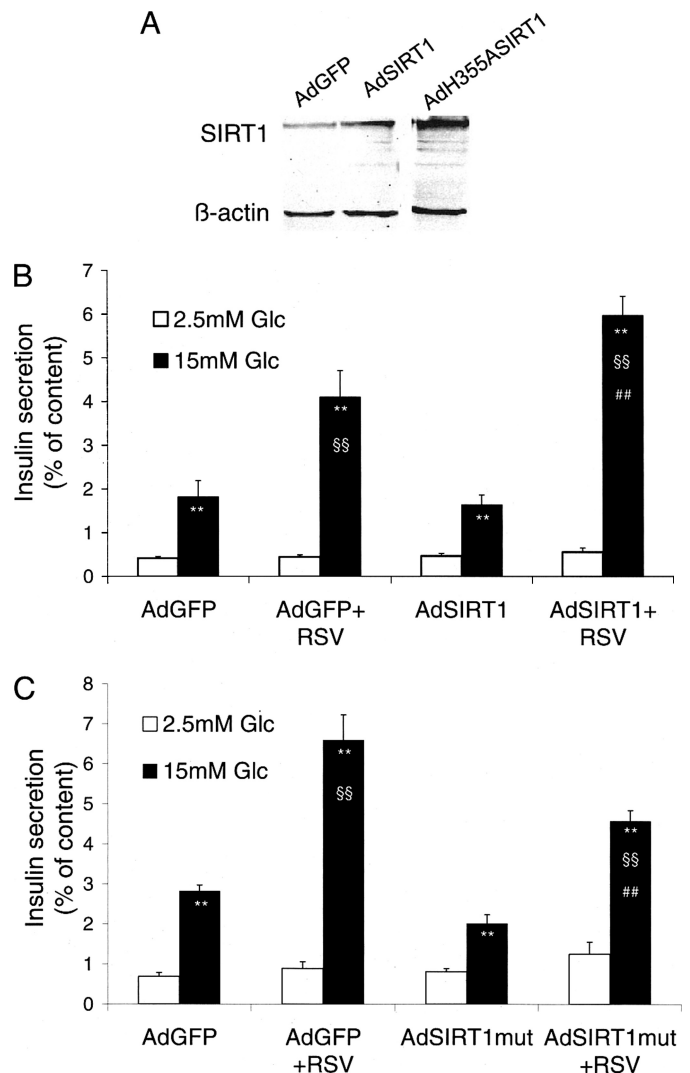 A
AdGFP
AdSIRT1
AdH355ASIRT1
SIRT1
ß-actin
B
7
6
5
4
3
2
1
0
Insulin secretion
(% of content)
2.5mM Glc
15mM Glc
**
**
§§
**
**
§§
##
AdGFP
AdGFP+
RSV
AdSIRT1
AdSIRT1+
RSV
C
8
7
6
5
4
3
2
1
0
Insulin secretion
(% of content)
2.5mM Glc
15mM Glc
**
**
§§
**
**
§§
##
AdGFP
AdGFP
+RSV
AdSIRT1mut
AdSIRT1mut
+RSV